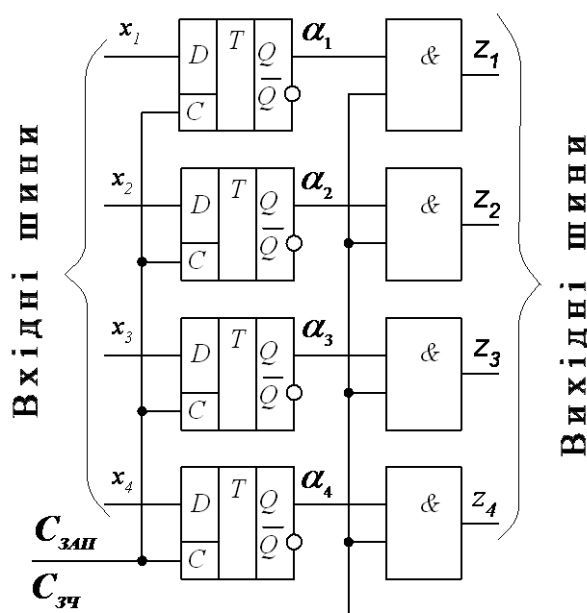 x₁ D T Q Q̅ C α₁ & Z₁
x₂ D T Q Q̅ C α₂ & Z₂
x₃ D T Q Q̅ C α₃ & Z₃
x₄ D T Q Q̅ C α₄ & Z₄
Cзап
Cзч
Вхідні шини
Вихідні шини